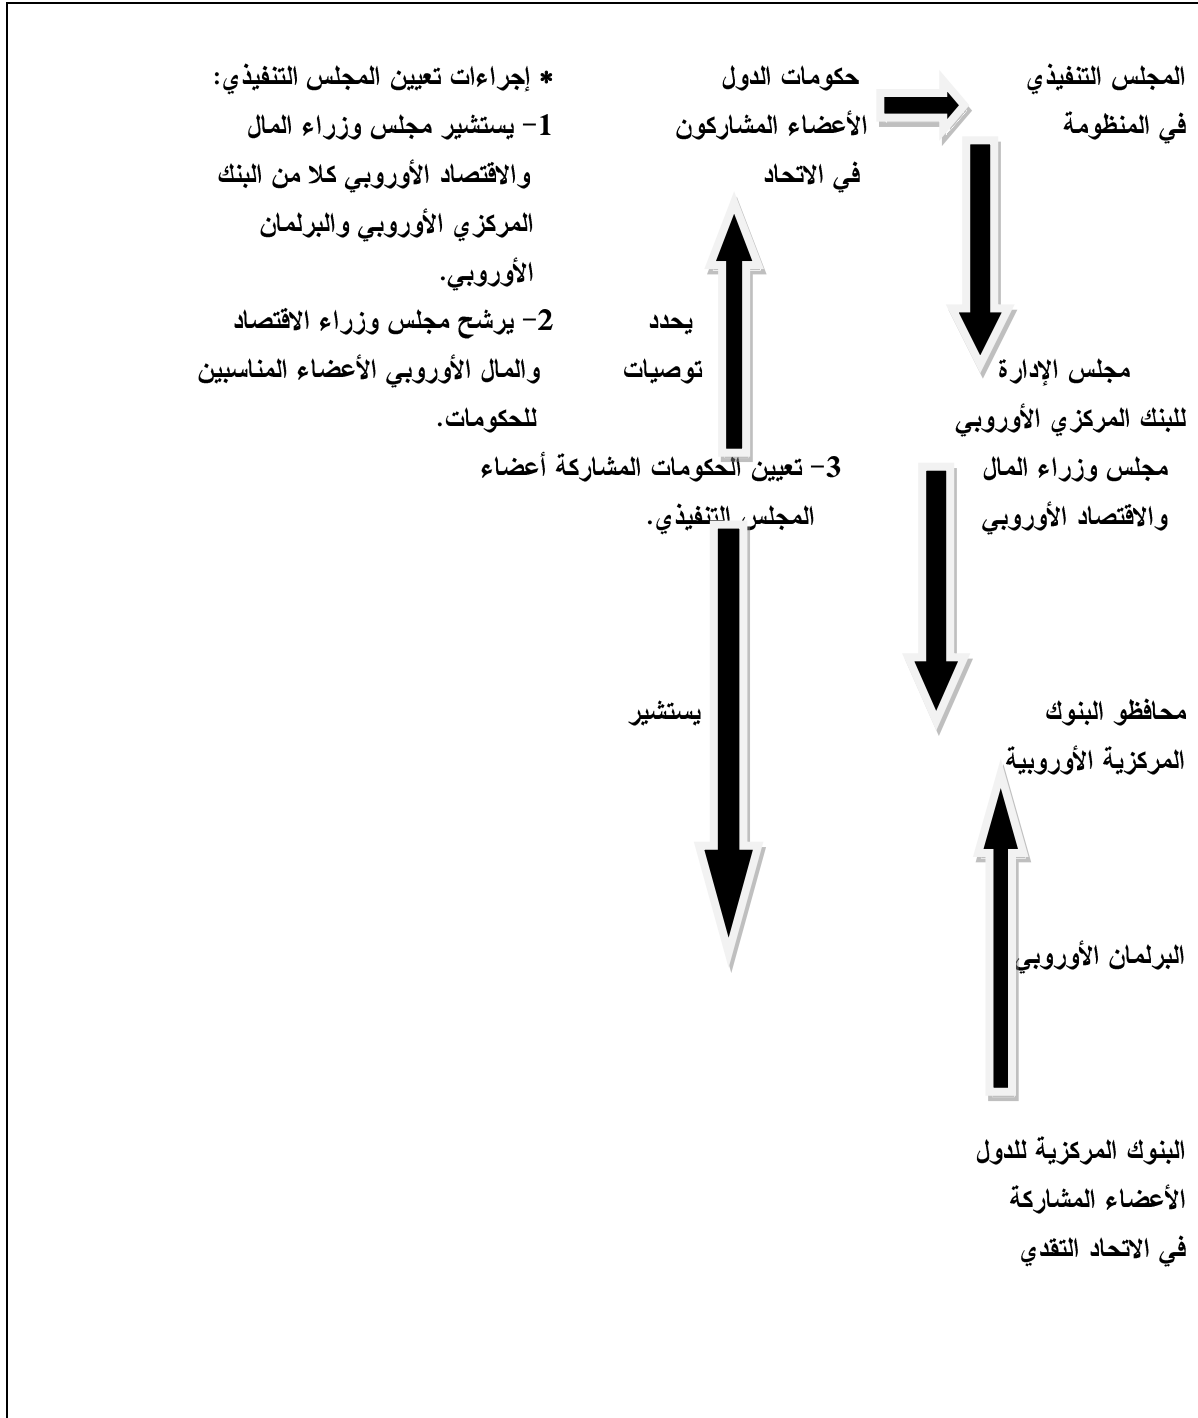 المجلس التنفيذي
في المنظومة
حكومات الدول
الأعضاء المشاركون
في الاتحاد
* إجراءات تعيين المجلس التنفيذي:
1- يستشير مجلس وزراء المال
والاقتصاد الأوروبي كلا من البنك
المركزي الأوروبي والبرلمان
الأوروبي.
2- يرشح مجلس وزراء الاقتصاد
والمال الأوروبي الأعضاء المناسبين
للحكومات.
يحدد
توصيات
مجلس الإدارة
للبنك المركزي الأوروبي
مجلس وزراء المال
والاقتصاد الأوروبي
3- تعيين الحكومات المشاركة أعضاء
المجلس التنفيذي.
يستشير
محافظو البنوك
المركزية الأوروبية
البرلمان الأوروبي
البنوك المركزية للدول
الأعضاء المشاركة
في الاتحاد التقدي